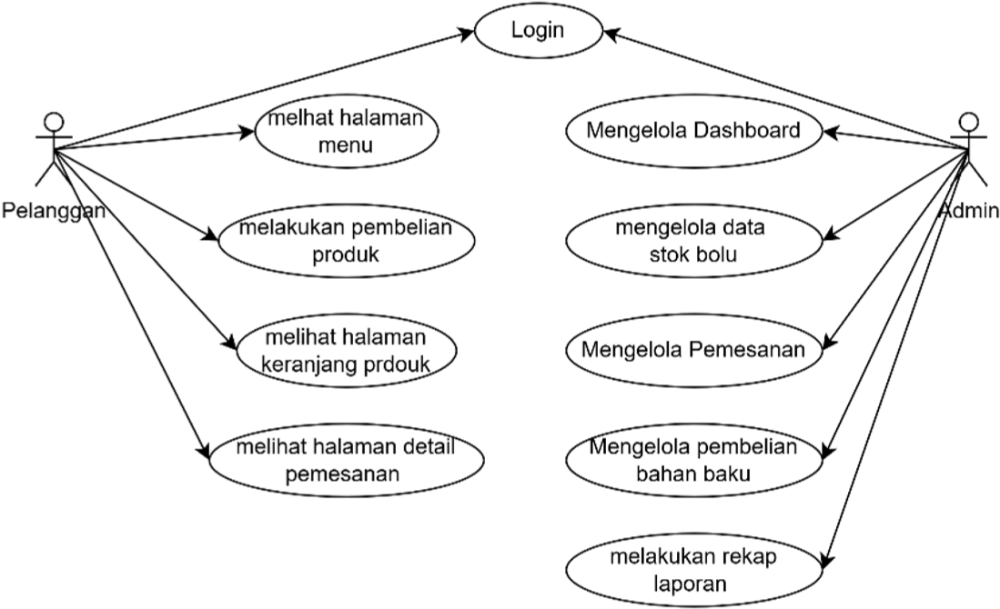 Login
melhat halaman
menu
Mengelola Dashboard
Pelanggan
Admin
melakukan pembelian
produk
mengelola data
stok bolu
melihat halaman
keranjang prdouk
Mengelola Pemesanan
melihat halaman detail
pemesanan
Mengelola pembelian
bahan baku
melakukan rekap
laporan